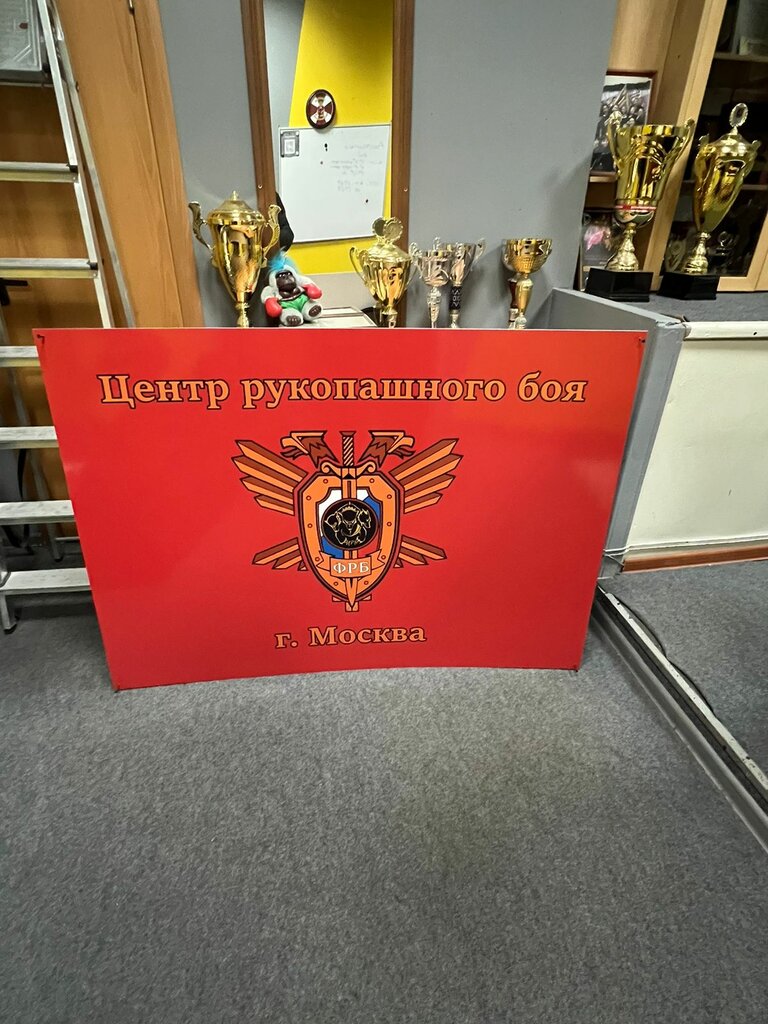 Центр рукопашного боя
ФРБ
г. Москва